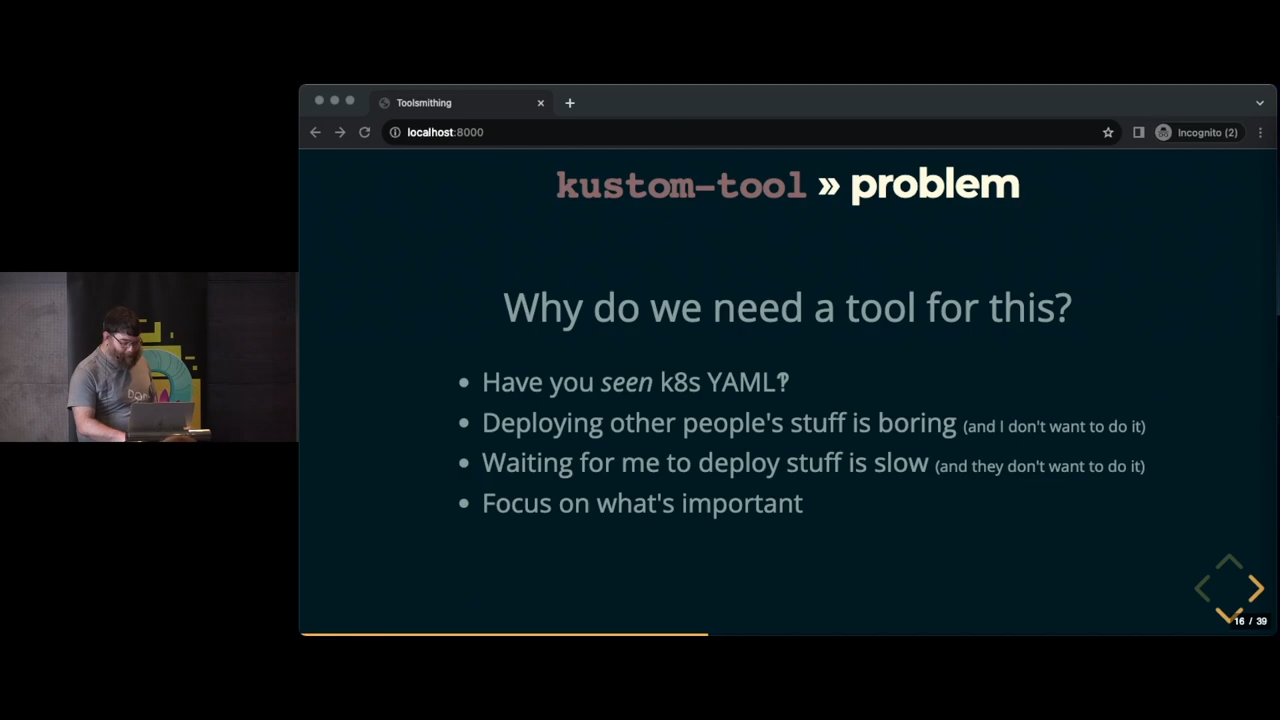 Toolsmithing
localhost:8000
Incognito (2)
kustom-tool » problem
Why do we need a tool for this?
Have you seen k8s YAML‽
Deploying other people's stuff is boring (and I don't want to do it)
Waiting for me to deploy stuff is slow (and they don't want to do it)
Focus on what's important
16 / 39